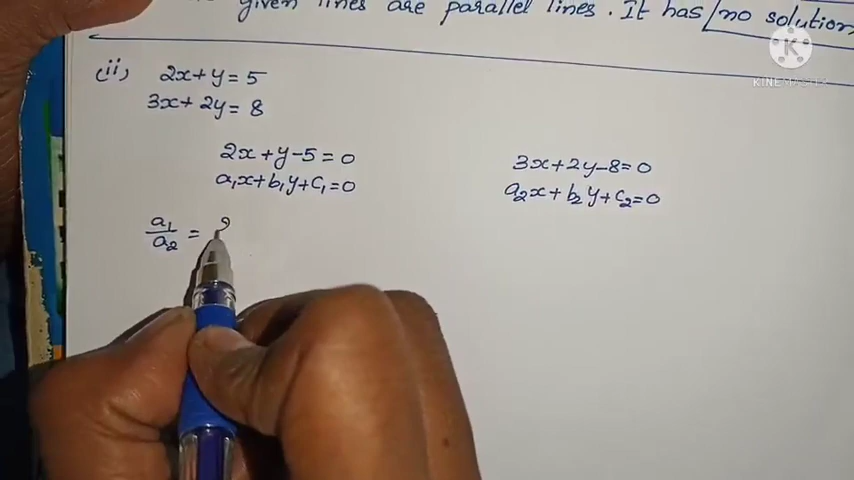 given lines are parallel lines. It has/no solution
KINEMASTER
(ii) 2x+y=5
3x+2y=8
2x+y-5=0 3x+2y-8=0
a₁x+b₁y+c₁=0 a₂x+b₂y+c₂=0
a₁/a₂ = 2